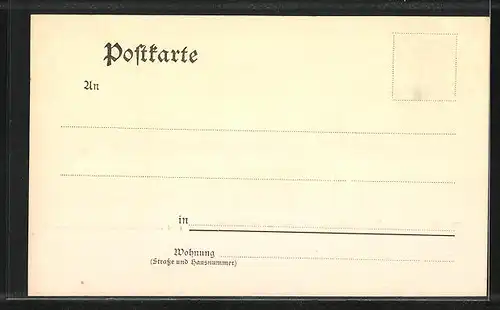 Poſtkarte
An
in
Wohnung
(Straße und Hausnummer)